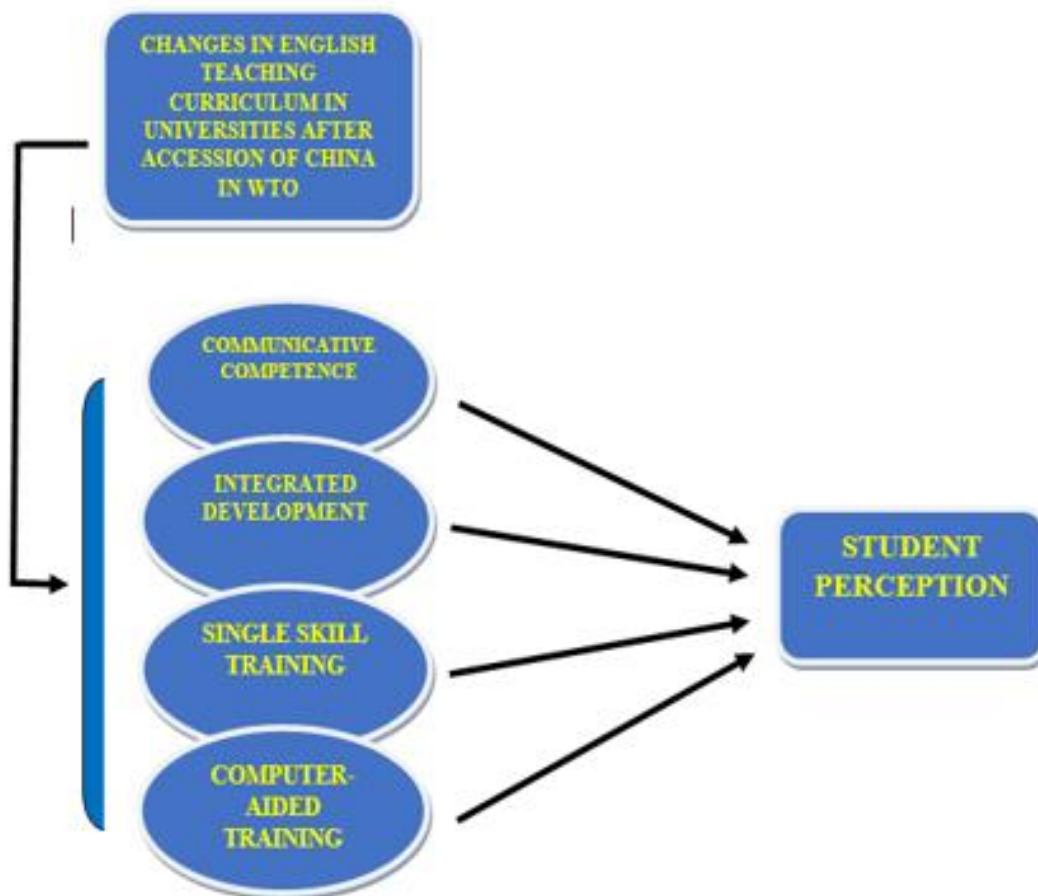 CHANGES IN ENGLISH
TEACHING
CURRICULUM IN
UNIVERSITIES AFTER
ACCESSION OF CHINA
IN WTO
COMMUNICATIVE
COMPETENCE
INTEGRATED
DEVELOPMENT
SINGLE SKILL
TRAINING
COMPUTER-
AIDED
TRAINING
STUDENT
PERCEPTION